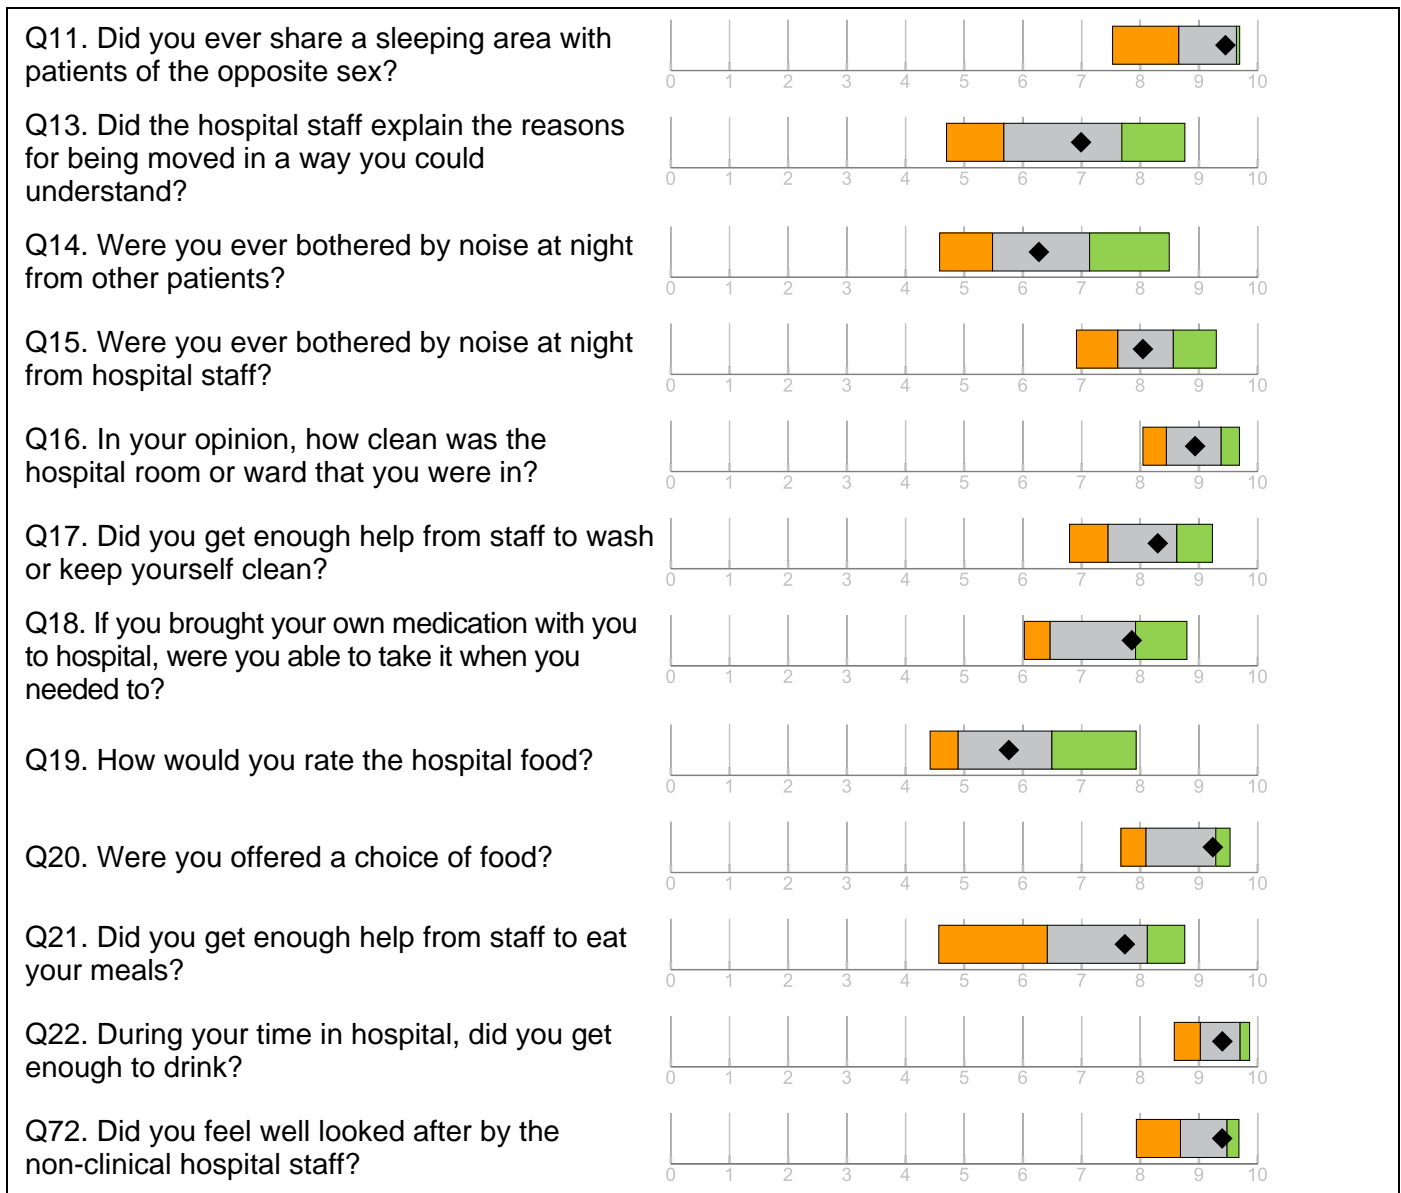 Q11. Did you ever share a sleeping area with
patients of the opposite sex?
0 1 2 3 4 5 6 7 8 9 10
Q13. Did the hospital staff explain the reasons
for being moved in a way you could
understand?
0 1 2 3 4 5 6 7 8 9 10
Q14. Were you ever bothered by noise at night
from other patients?
0 1 2 3 4 5 6 7 8 9 10
Q15. Were you ever bothered by noise at night
from hospital staff?
0 1 2 3 4 5 6 7 8 9 10
Q16. In your opinion, how clean was the
hospital room or ward that you were in?
0 1 2 3 4 5 6 7 8 9 10
Q17. Did you get enough help from staff to wash
or keep yourself clean?
0 1 2 3 4 5 6 7 8 9 10
Q18. If you brought your own medication with you
to hospital, were you able to take it when you
needed to?
0 1 2 3 4 5 6 7 8 9 10
Q19. How would you rate the hospital food?
0 1 2 3 4 5 6 7 8 9 10
Q20. Were you offered a choice of food?
0 1 2 3 4 5 6 7 8 9 10
Q21. Did you get enough help from staff to eat
your meals?
0 1 2 3 4 5 6 7 8 9 10
Q22. During your time in hospital, did you get
enough to drink?
0 1 2 3 4 5 6 7 8 9 10
Q72. Did you feel well looked after by the
non-clinical hospital staff?
0 1 2 3 4 5 6 7 8 9 10